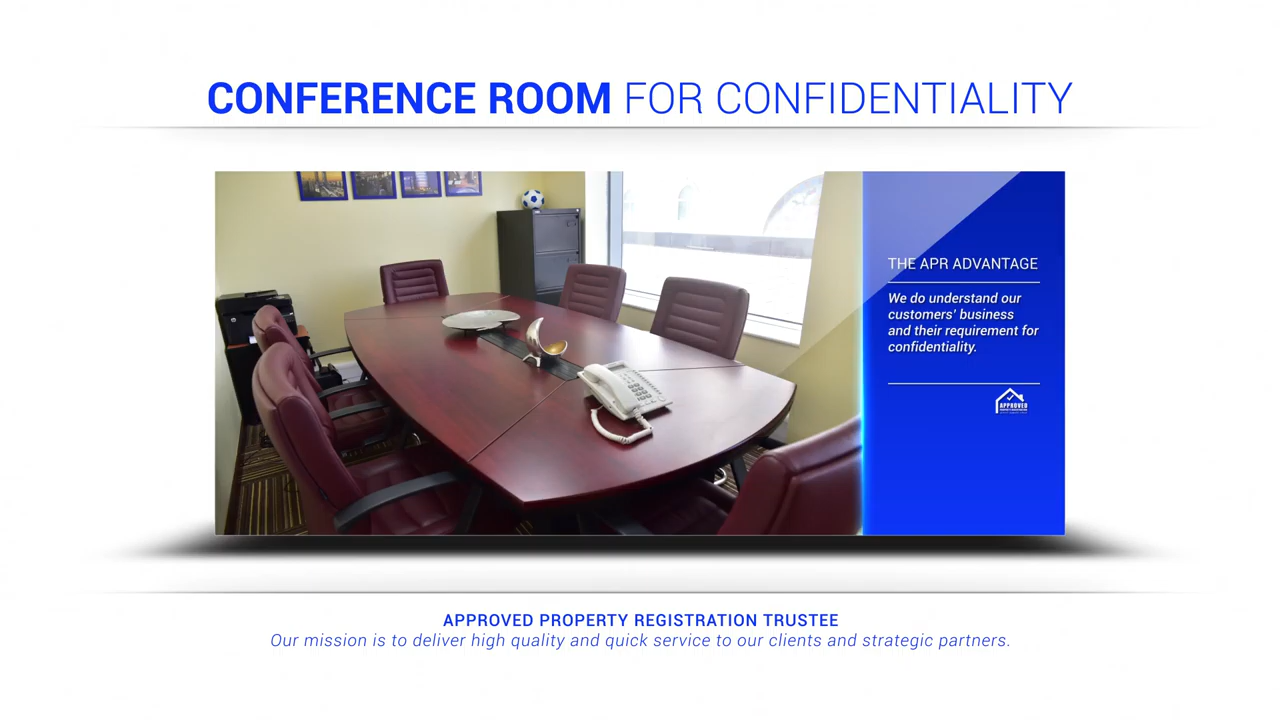 CONFERENCE ROOM FOR CONFIDENTIALITY
THE APR ADVANTAGE
We do understand our
customers' business
and their requirement for
confidentiality.
APPROVED
APPROVED PROPERTY REGISTRATION TRUSTEE
Our mission is to deliver high quality and quick service to our clients and strategic partners.